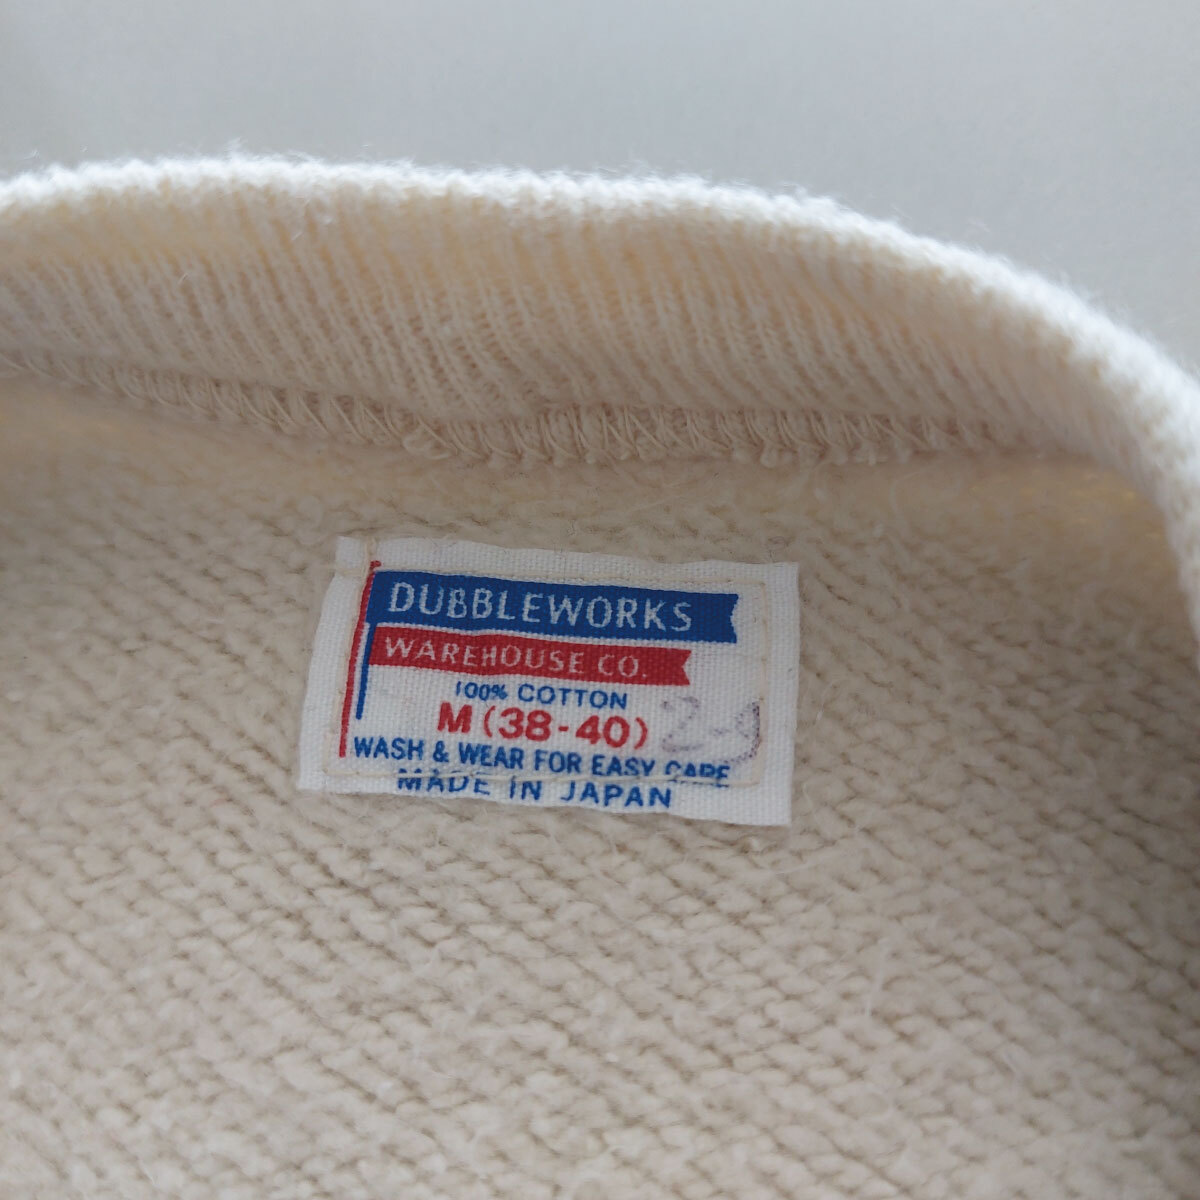 DUBBLEWORKS
WAREHOUSE CO.
100% COTTON
M (38-40) 2-9
WASH & WEAR FOR EASY CARE
MADE IN JAPAN